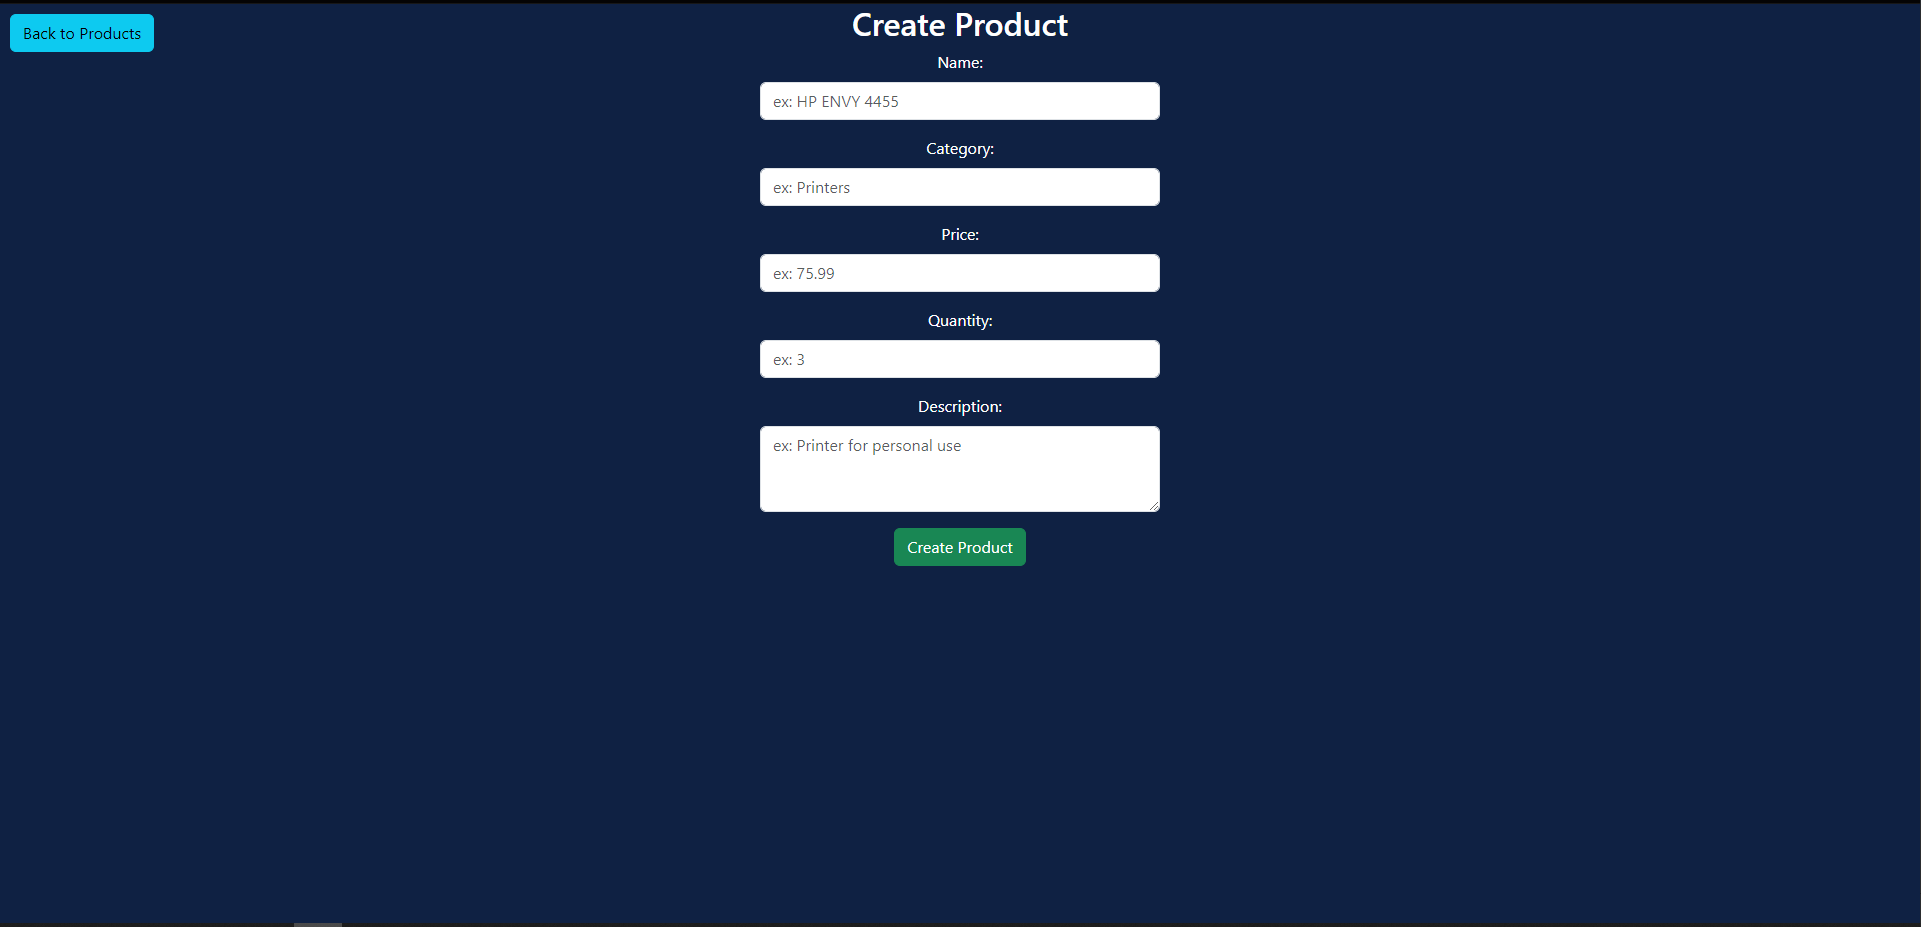 Back to Products
Create Product
Name:
ex: HP ENVY 4455
Category:
ex: Printers
Price:
ex: 75.99
Quantity:
ex: 3
Description:
ex: Printer for personal use
Create Product